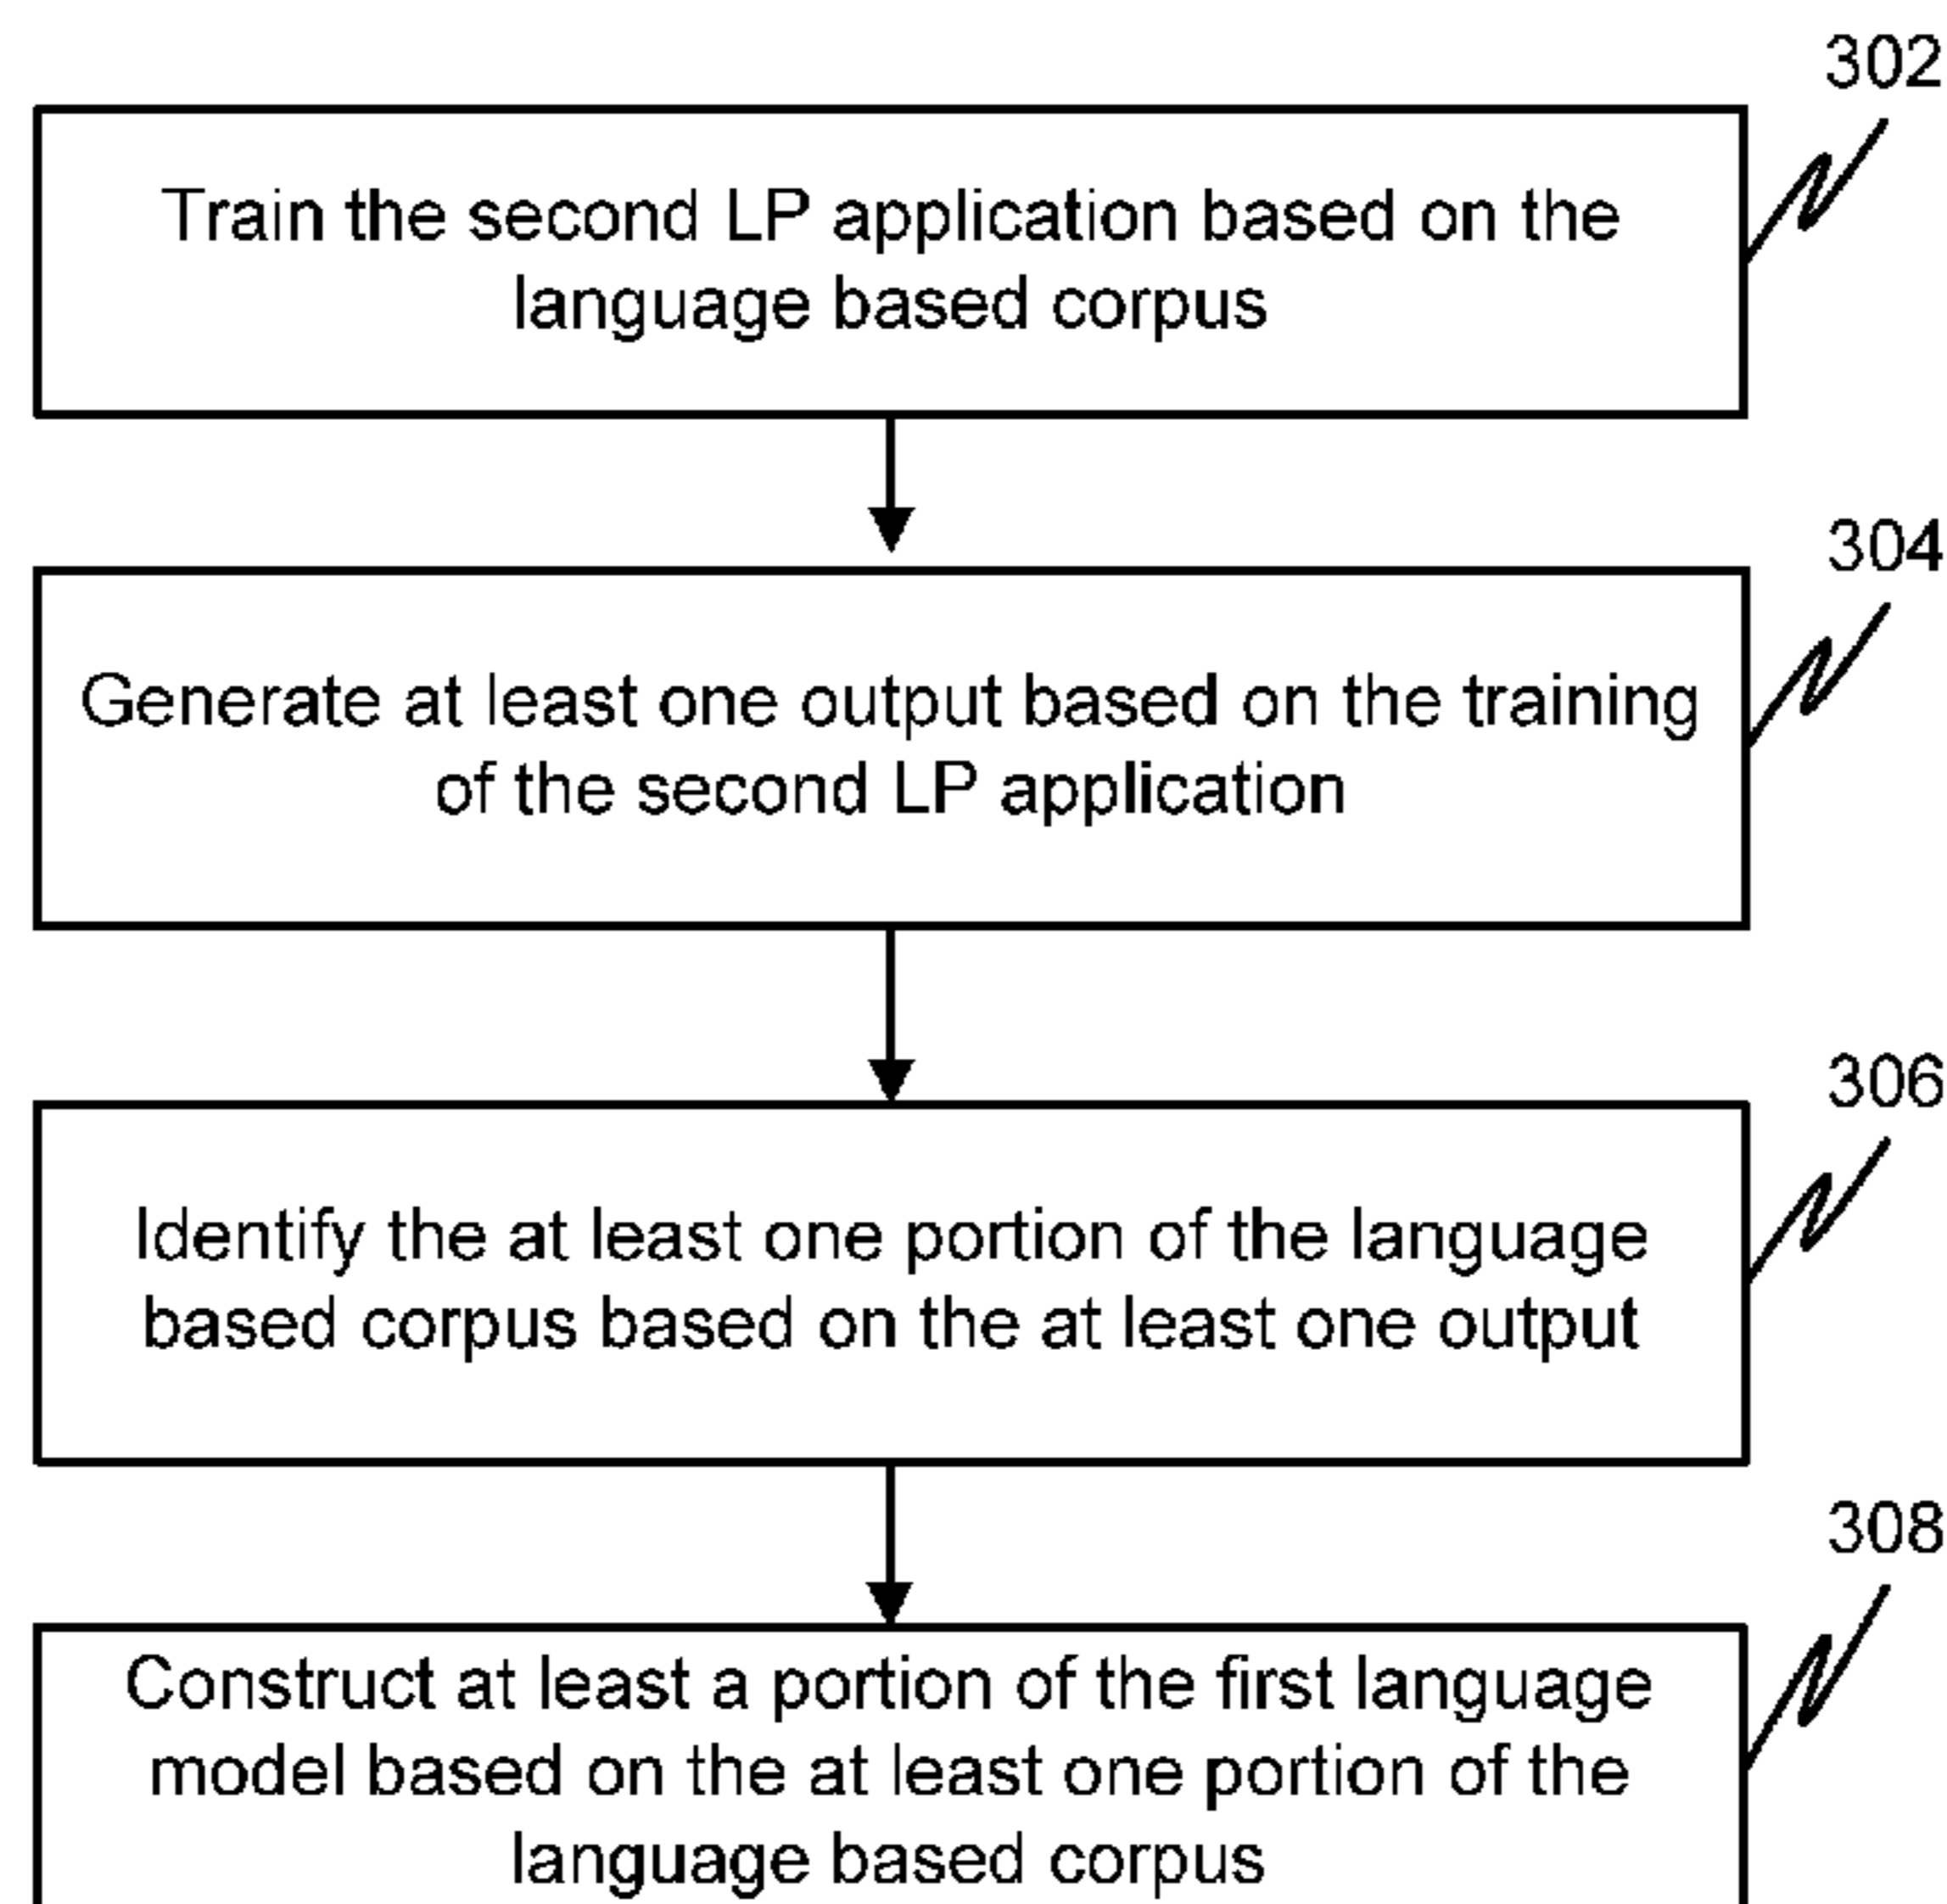 302
Train the second LP application based on the
language based corpus
304
Generate at least one output based on the training
of the second LP application
306
Identify the at least one portion of the language
based corpus based on the at least one output
308
Construct at least a portion of the first language
model based on the at least one portion of the
language based corpus